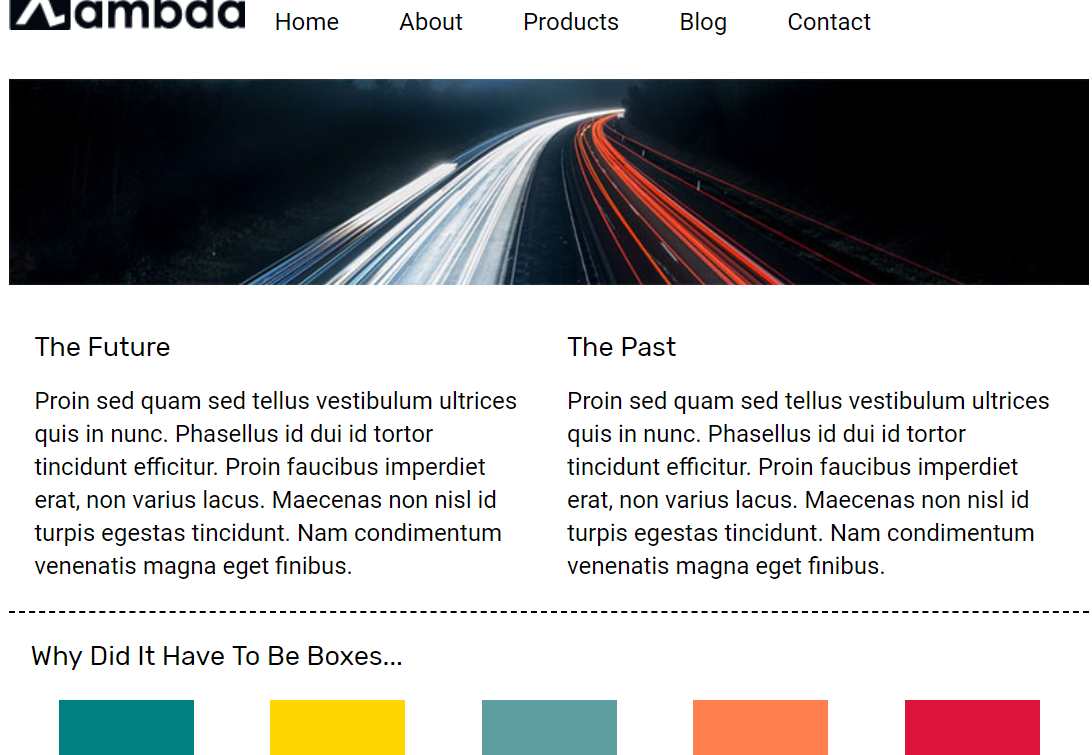 Lambda
Home About Products Blog Contact
The Future
Proin sed quam sed tellus vestibulum ultrices
quis in nunc. Phasellus id dui id tortor
tincidunt efficitur. Proin faucibus imperdiet
erat, non varius lacus. Maecenas non nisl id
turpis egestas tincidunt. Nam condimentum
venenatis magna eget finibus.
The Past
Proin sed quam sed tellus vestibulum ultrices
quis in nunc. Phasellus id dui id tortor
tincidunt efficitur. Proin faucibus imperdiet
erat, non varius lacus. Maecenas non nisl id
turpis egestas tincidunt. Nam condimentum
venenatis magna eget finibus.
Why Did It Have To Be Boxes...